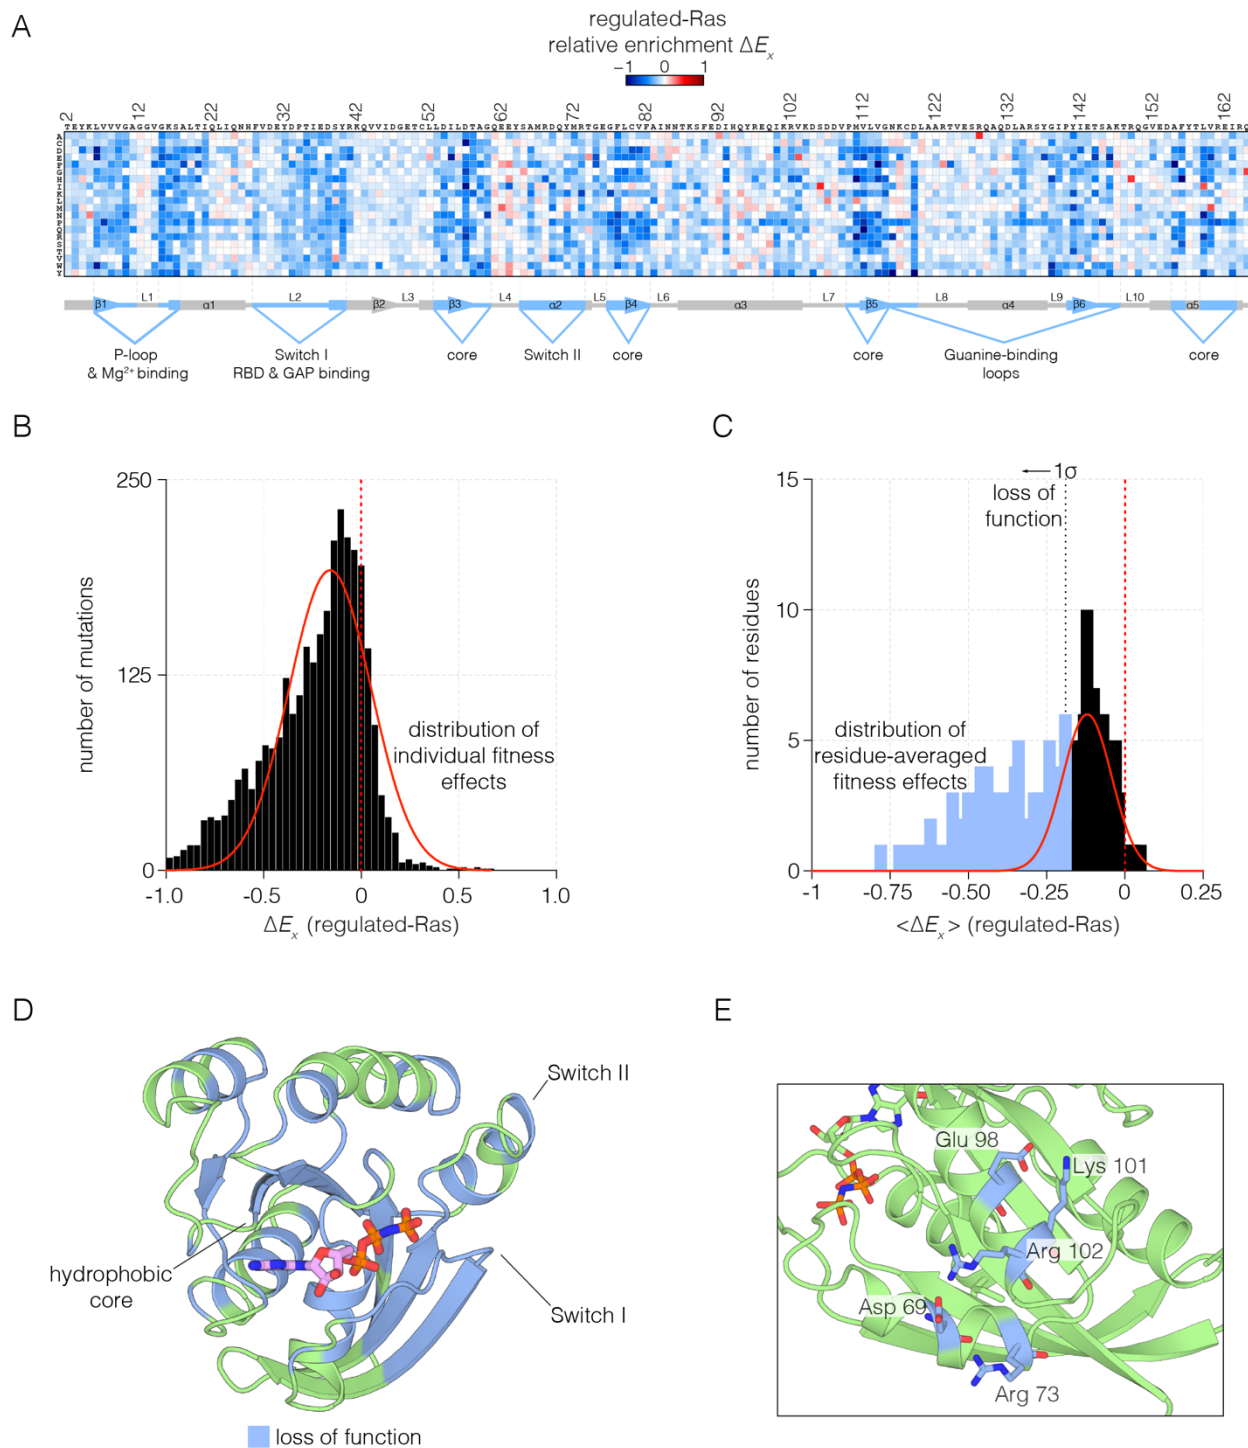 A
regulated-Ras
relative enrichment ΔEₓ
−1 0 1
2 12 22 32 42 52 62 72 82 92 102 112 122 132 142 152 162
TEYKLVVVGAGGVGKSALTIQLIQNHFVDEYDPTIEDSYRKQVVIDGETCLLDILDTAGQEEYSAMRDQYMRTGEGFLCVFAINNTKSFEDIHQYREQIKRVKDSDDVPMVLVGNKCDLAARTVESRQAQDLARSYGIPYIETSAKTRQGVEDAFYTLVREIRQ
A
C
D
E
F
G
H
I
K
L
M
N
P
Q
R
S
T
V
W
Y
β1 L1 α1 L2 β2 L3 β3 L4 α2 L5 β4 L6 α3 L7 β5 L8 α4 L9 β6 L10 α5
P-loop
& Mg²⁺ binding
Switch I
RBD & GAP binding
core
Switch II
core
core
Guanine-binding
loops
core
B
250
125
0
number of mutations
distribution of
individual fitness
effects
-1.0 -0.5 0 0.5 1.0
ΔEₓ (regulated-Ras)
C
15
10
5
0
number of residues
1σ
loss of
function
distribution of
residue-averaged
fitness effects
-1 -0.75 -0.50 -0.25 0 0.25
<ΔEₓ> (regulated-Ras)
D
Switch II
hydrophobic
core
Switch I
loss of function
E
Glu 98
Lys 101
Arg 102
Asp 69
Arg 73